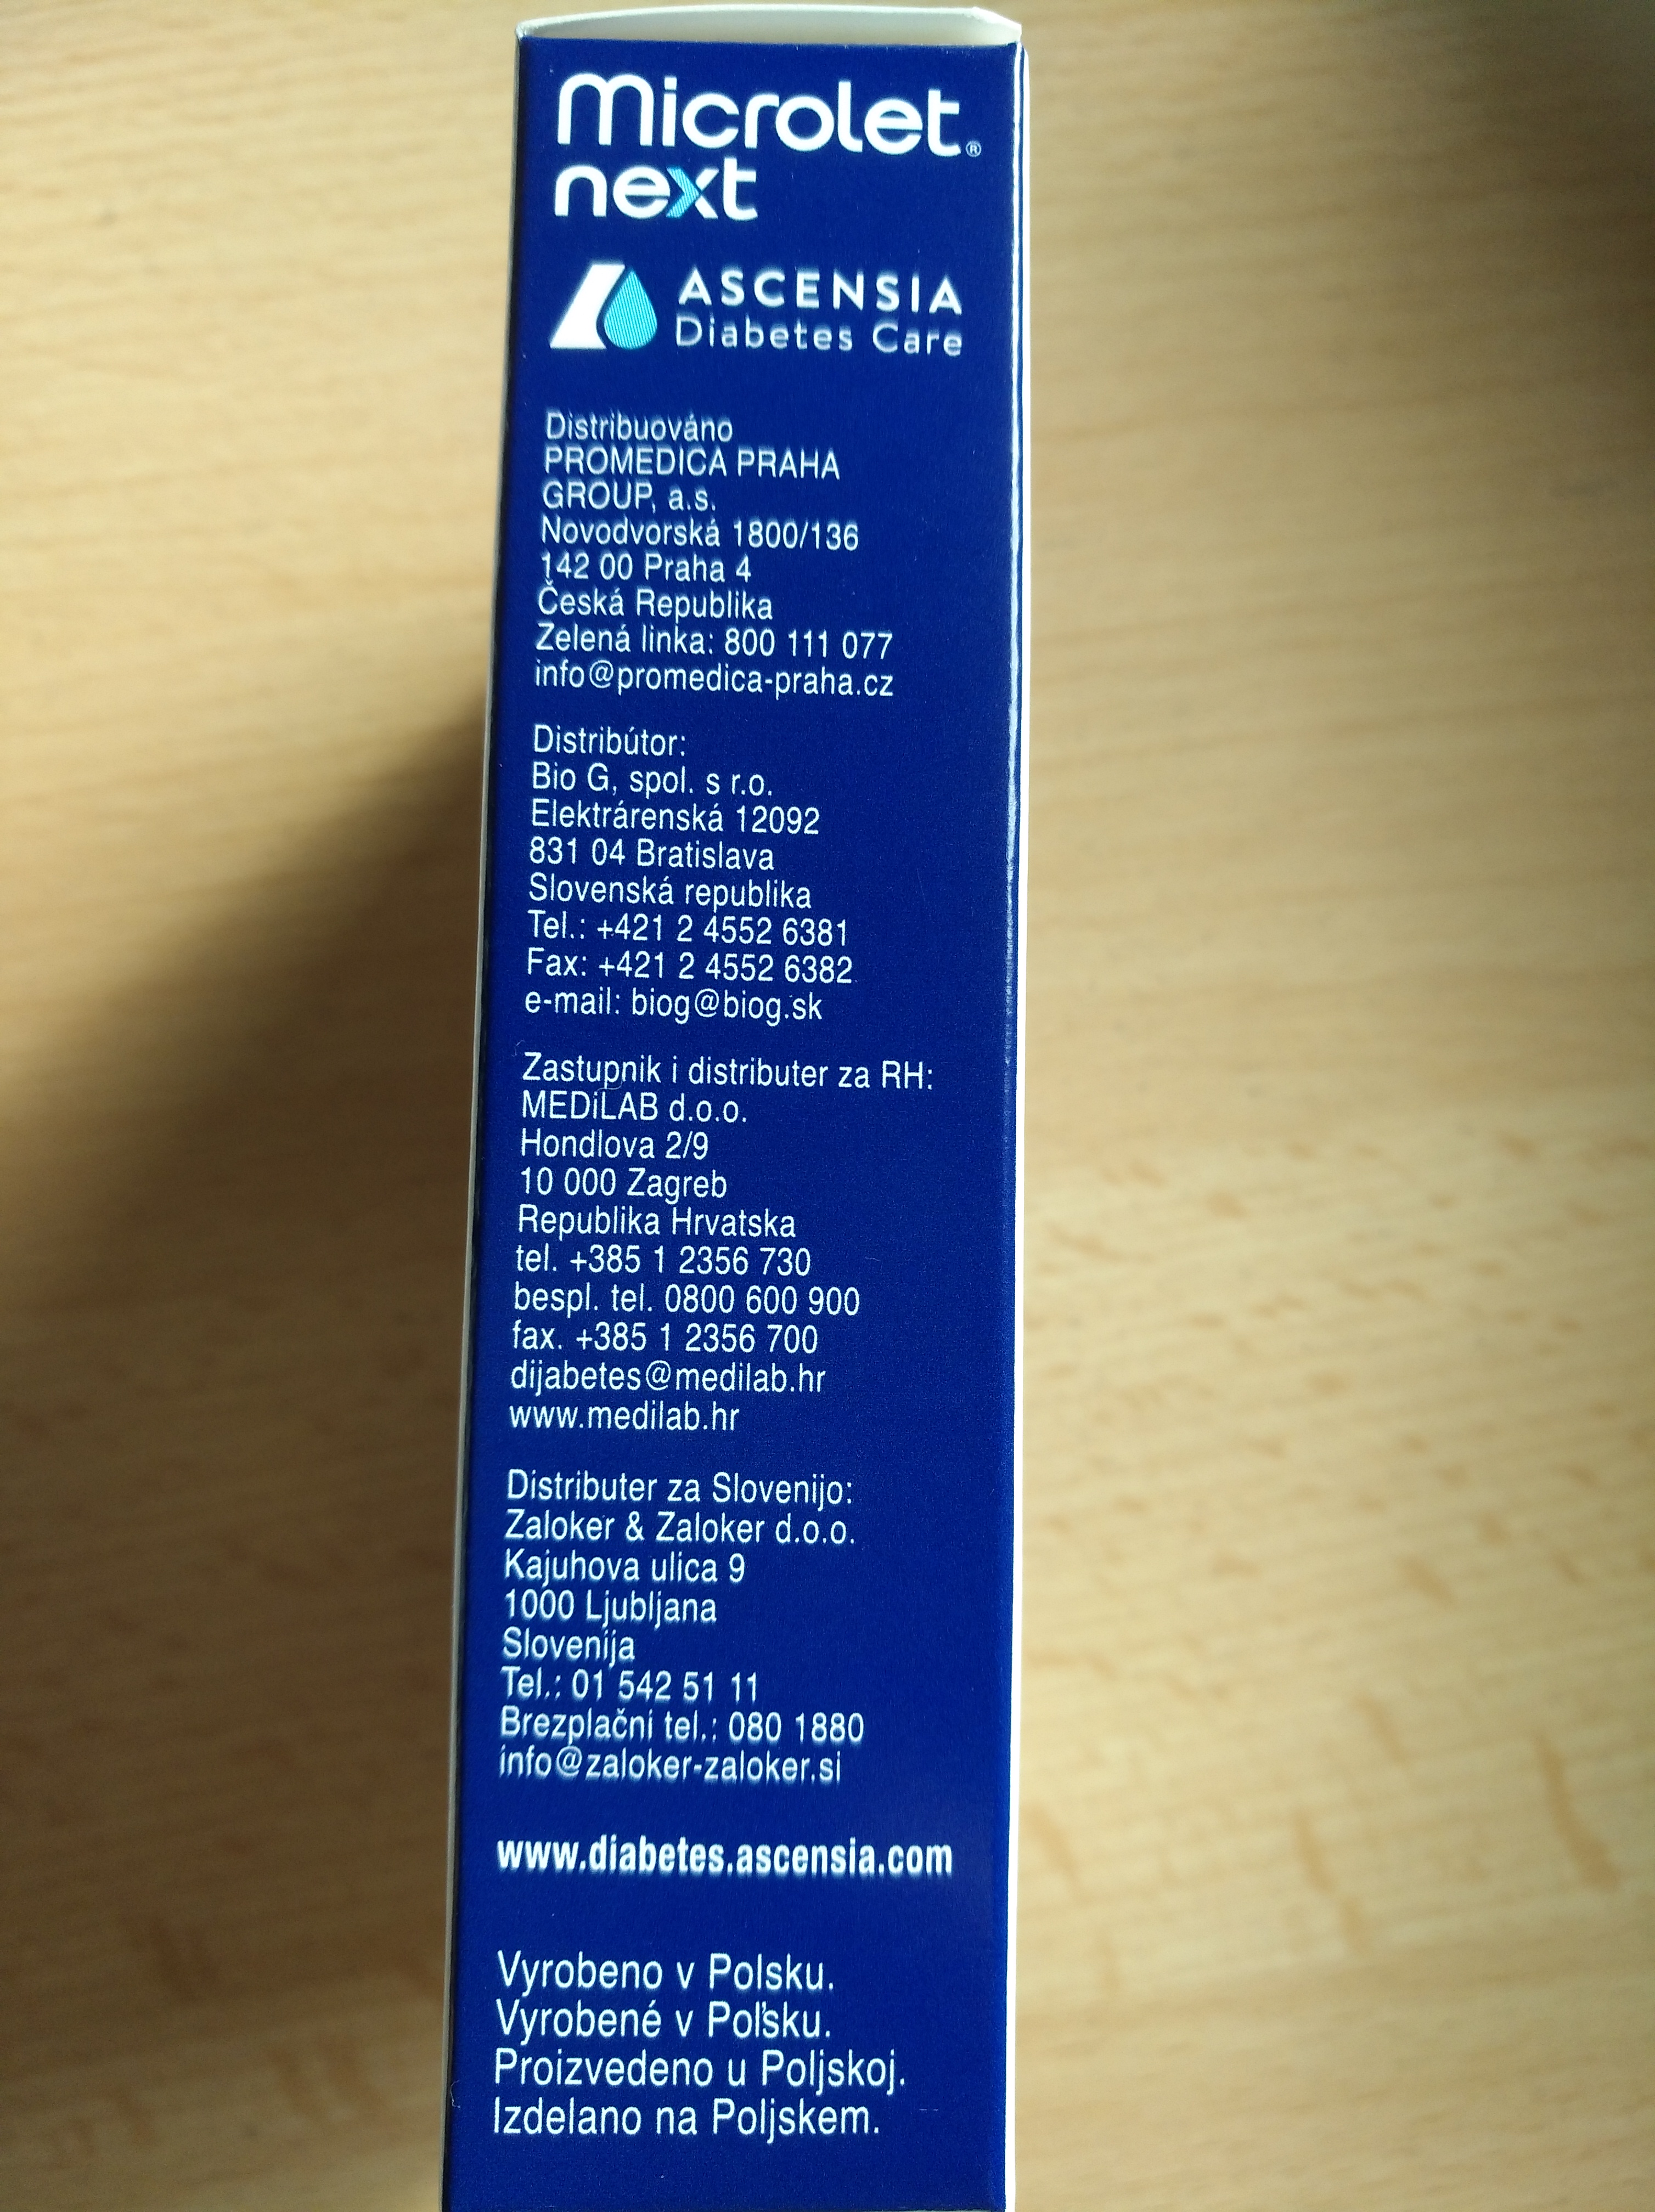 microlet®
next
ASCENSIA
Diabetes Care
Distribuováno
PROMEDICA PRAHA
GROUP, a.s.
Novodvorská 1800/136
142 00 Praha 4
Česká Republika
Zelená linka: 800 111 077
info@promedica-praha.cz
Distribútor:
Bio G, spol. s r.o.
Elektrárenská 12092
831 04 Bratislava
Slovenská republika
Tel.: +421 2 4552 6381
Fax: +421 2 4552 6382
e-mail: biog@biog.sk
Zastupnik i distributer za RH:
MEDiLAB d.o.o.
Hondlova 2/9
10 000 Zagreb
Republika Hrvatska
tel. +385 1 2356 730
bespl. tel. 0800 600 900
fax. +385 1 2356 700
dijabetes@medilab.hr
www.medilab.hr
Distributer za Slovenijo:
Zaloker & Zaloker d.o.o.
Kajuhova ulica 9
1000 Ljubljana
Slovenija
Tel.: 01 542 51 11
Brezplačni tel.: 080 1880
info@zaloker-zaloker.si
www.diabetes.ascensia.com
Vyrobeno v Polsku.
Vyrobené v Poľsku.
Proizvedeno u Poljskoj.
Izdelano na Poljskem.